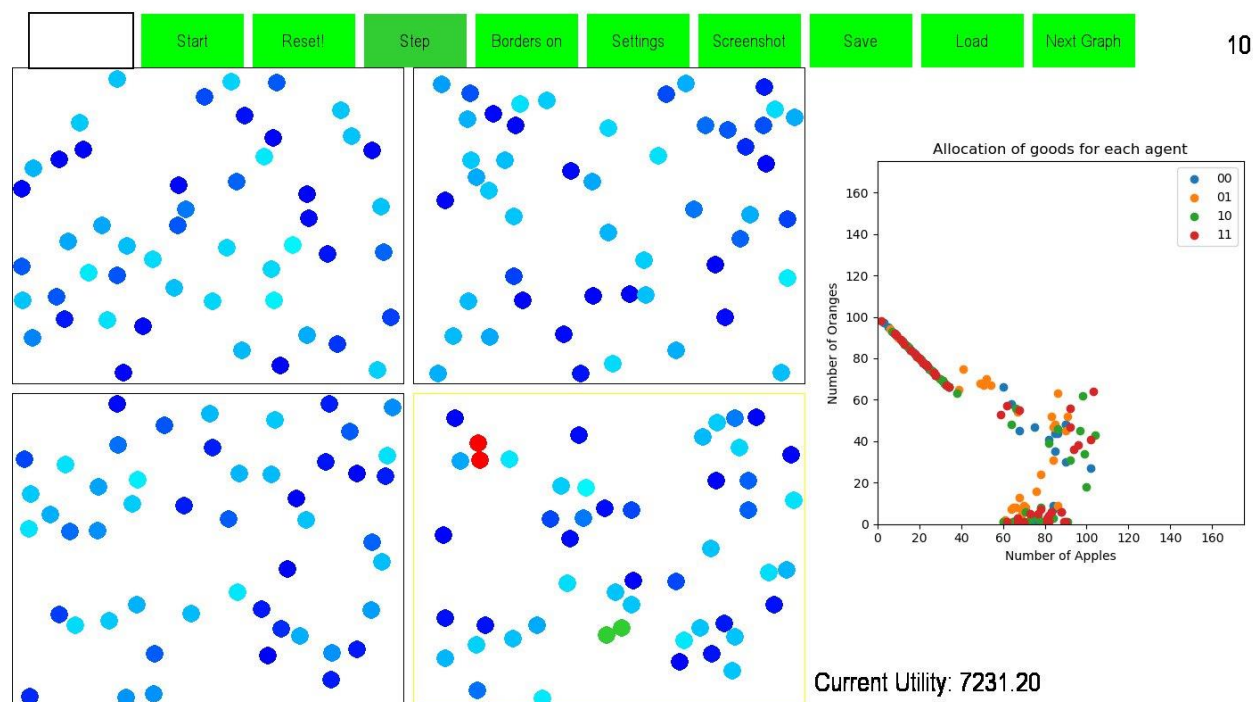 Start Reset! Step Borders on Settings Screenshot Save Load Next Graph 10
Allocation of goods for each agent
00
01
10
11
Number of Oranges
160
140
120
100
80
60
40
20
0
0 20 40 60 80 100 120 140 160
Number of Apples
Current Utility: 7231.20